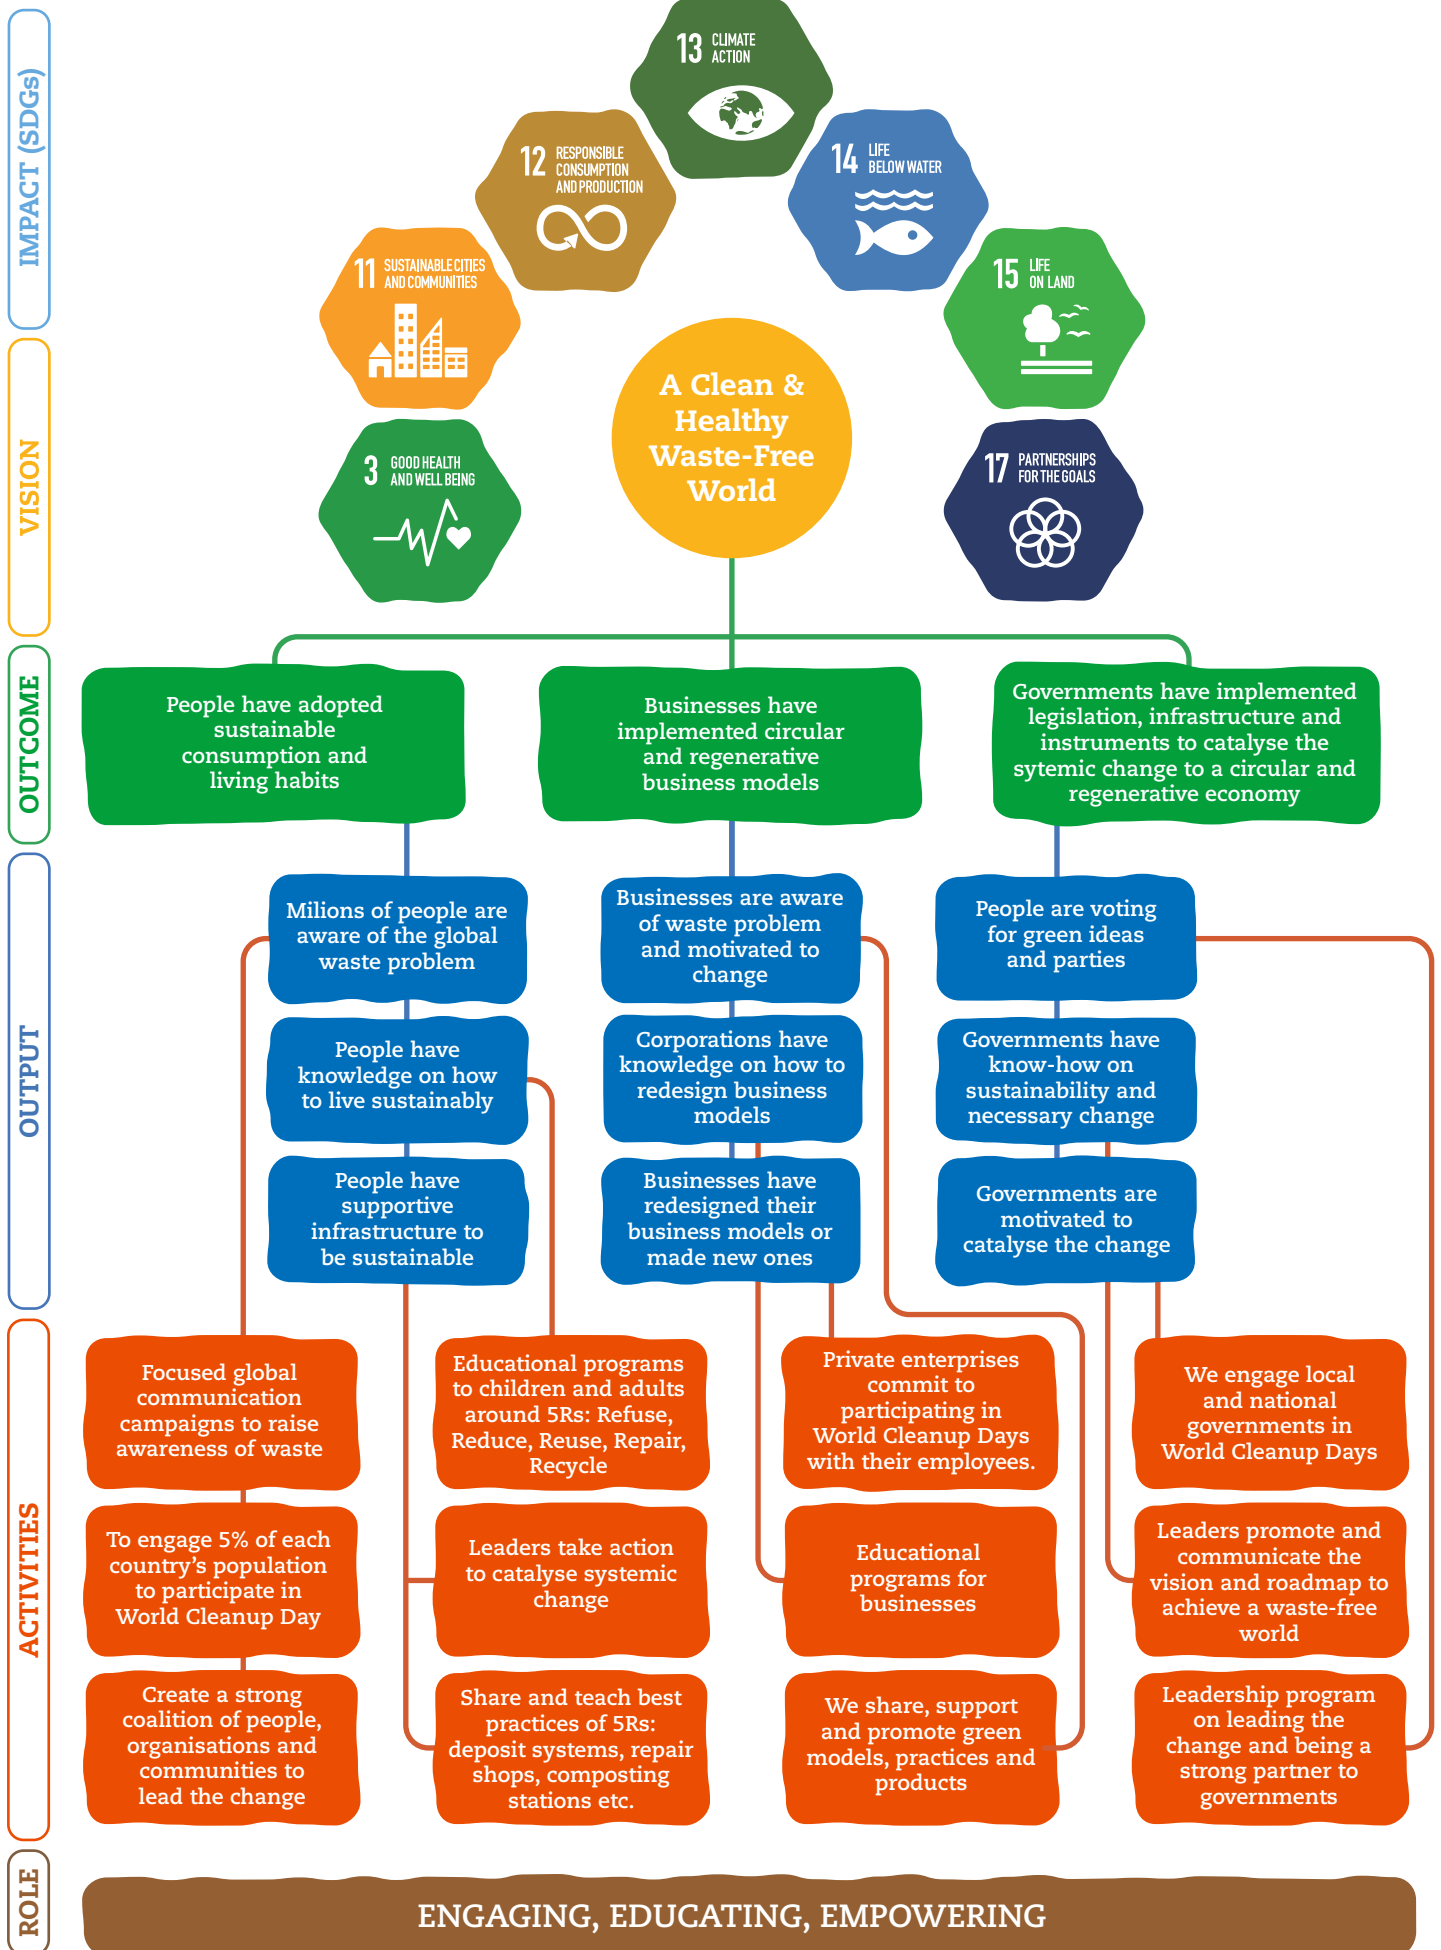 IMPACT (SDGs)
13 CLIMATE
ACTION
12 RESPONSIBLE
CONSUMPTION
AND PRODUCTION
14 LIFE
BELOW WATER
11 SUSTAINABLE CITIES
AND COMMUNITIES
15 LIFE
ON LAND
VISION
A Clean &
Healthy
Waste-Free
World
3 GOOD HEALTH
AND WELL BEING
17 PARTNERSHIPS
FOR THE GOALS
OUTCOME
People have adopted
sustainable
consumption and
living habits
Businesses have
implemented circular
and regenerative
business models
Governments have implemented
legislation, infrastructure and
instruments to catalyse the
sytemic change to a circular and
regenerative economy
OUTPUT
Milions of people are
aware of the global
waste problem
Businesses are aware
of waste problem
and motivated to
change
People are voting
for green ideas
and parties
People have
knowledge on how
to live sustainably
Corporations have
knowledge on how to
redesign business
models
Governments have
know-how on
sustainability and
necessary change
People have
supportive
infrastructure to
be sustainable
Businesses have
redesigned their
business models or
made new ones
Governments are
motivated to
catalyse the change
ACTIVITIES
Focused global
communication
campaigns to raise
awareness of waste
Educational programs
to children and adults
around 5Rs: Refuse,
Reduce, Reuse, Repair,
Recycle
Private enterprises
commit to
participating in
World Cleanup Days
with their employees.
We engage local
and national
governments in
World Cleanup Days
To engage 5% of each
country's population
to participate in
World Cleanup Day
Leaders take action
to catalyse systemic
change
Educational
programs for
businesses
Leaders promote and
communicate the
vision and roadmap to
achieve a waste-free
world
Create a strong
coalition of people,
organisations and
communities to
lead the change
Share and teach best
practices of 5Rs:
deposit systems, repair
shops, composting
stations etc.
We share, support
and promote green
models, practices and
products
Leadership program
on leading the
change and being a
strong partner to
governments
ROLE
ENGAGING, EDUCATING, EMPOWERING